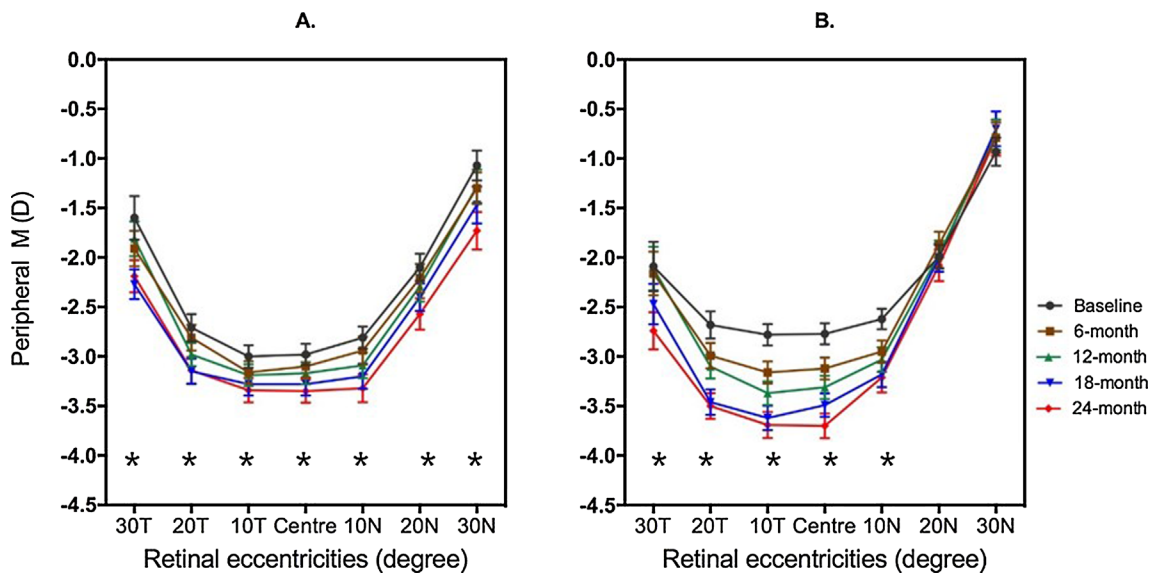 A.
B.
0.0
-0.5
-1.0
-1.5
-2.0
-2.5
-3.0
-3.5
-4.0
-4.5
Peripheral M (D)
* * * * * * *
30T 20T 10T Centre 10N 20N 30N
Retinal eccentricities (degree)
0.0
-0.5
-1.0
-1.5
-2.0
-2.5
-3.0
-3.5
-4.0
-4.5
* * * * *
30T 20T 10T Centre 10N 20N 30N
Retinal eccentricities (degree)
Baseline
6-month
12-month
18-month
24-month